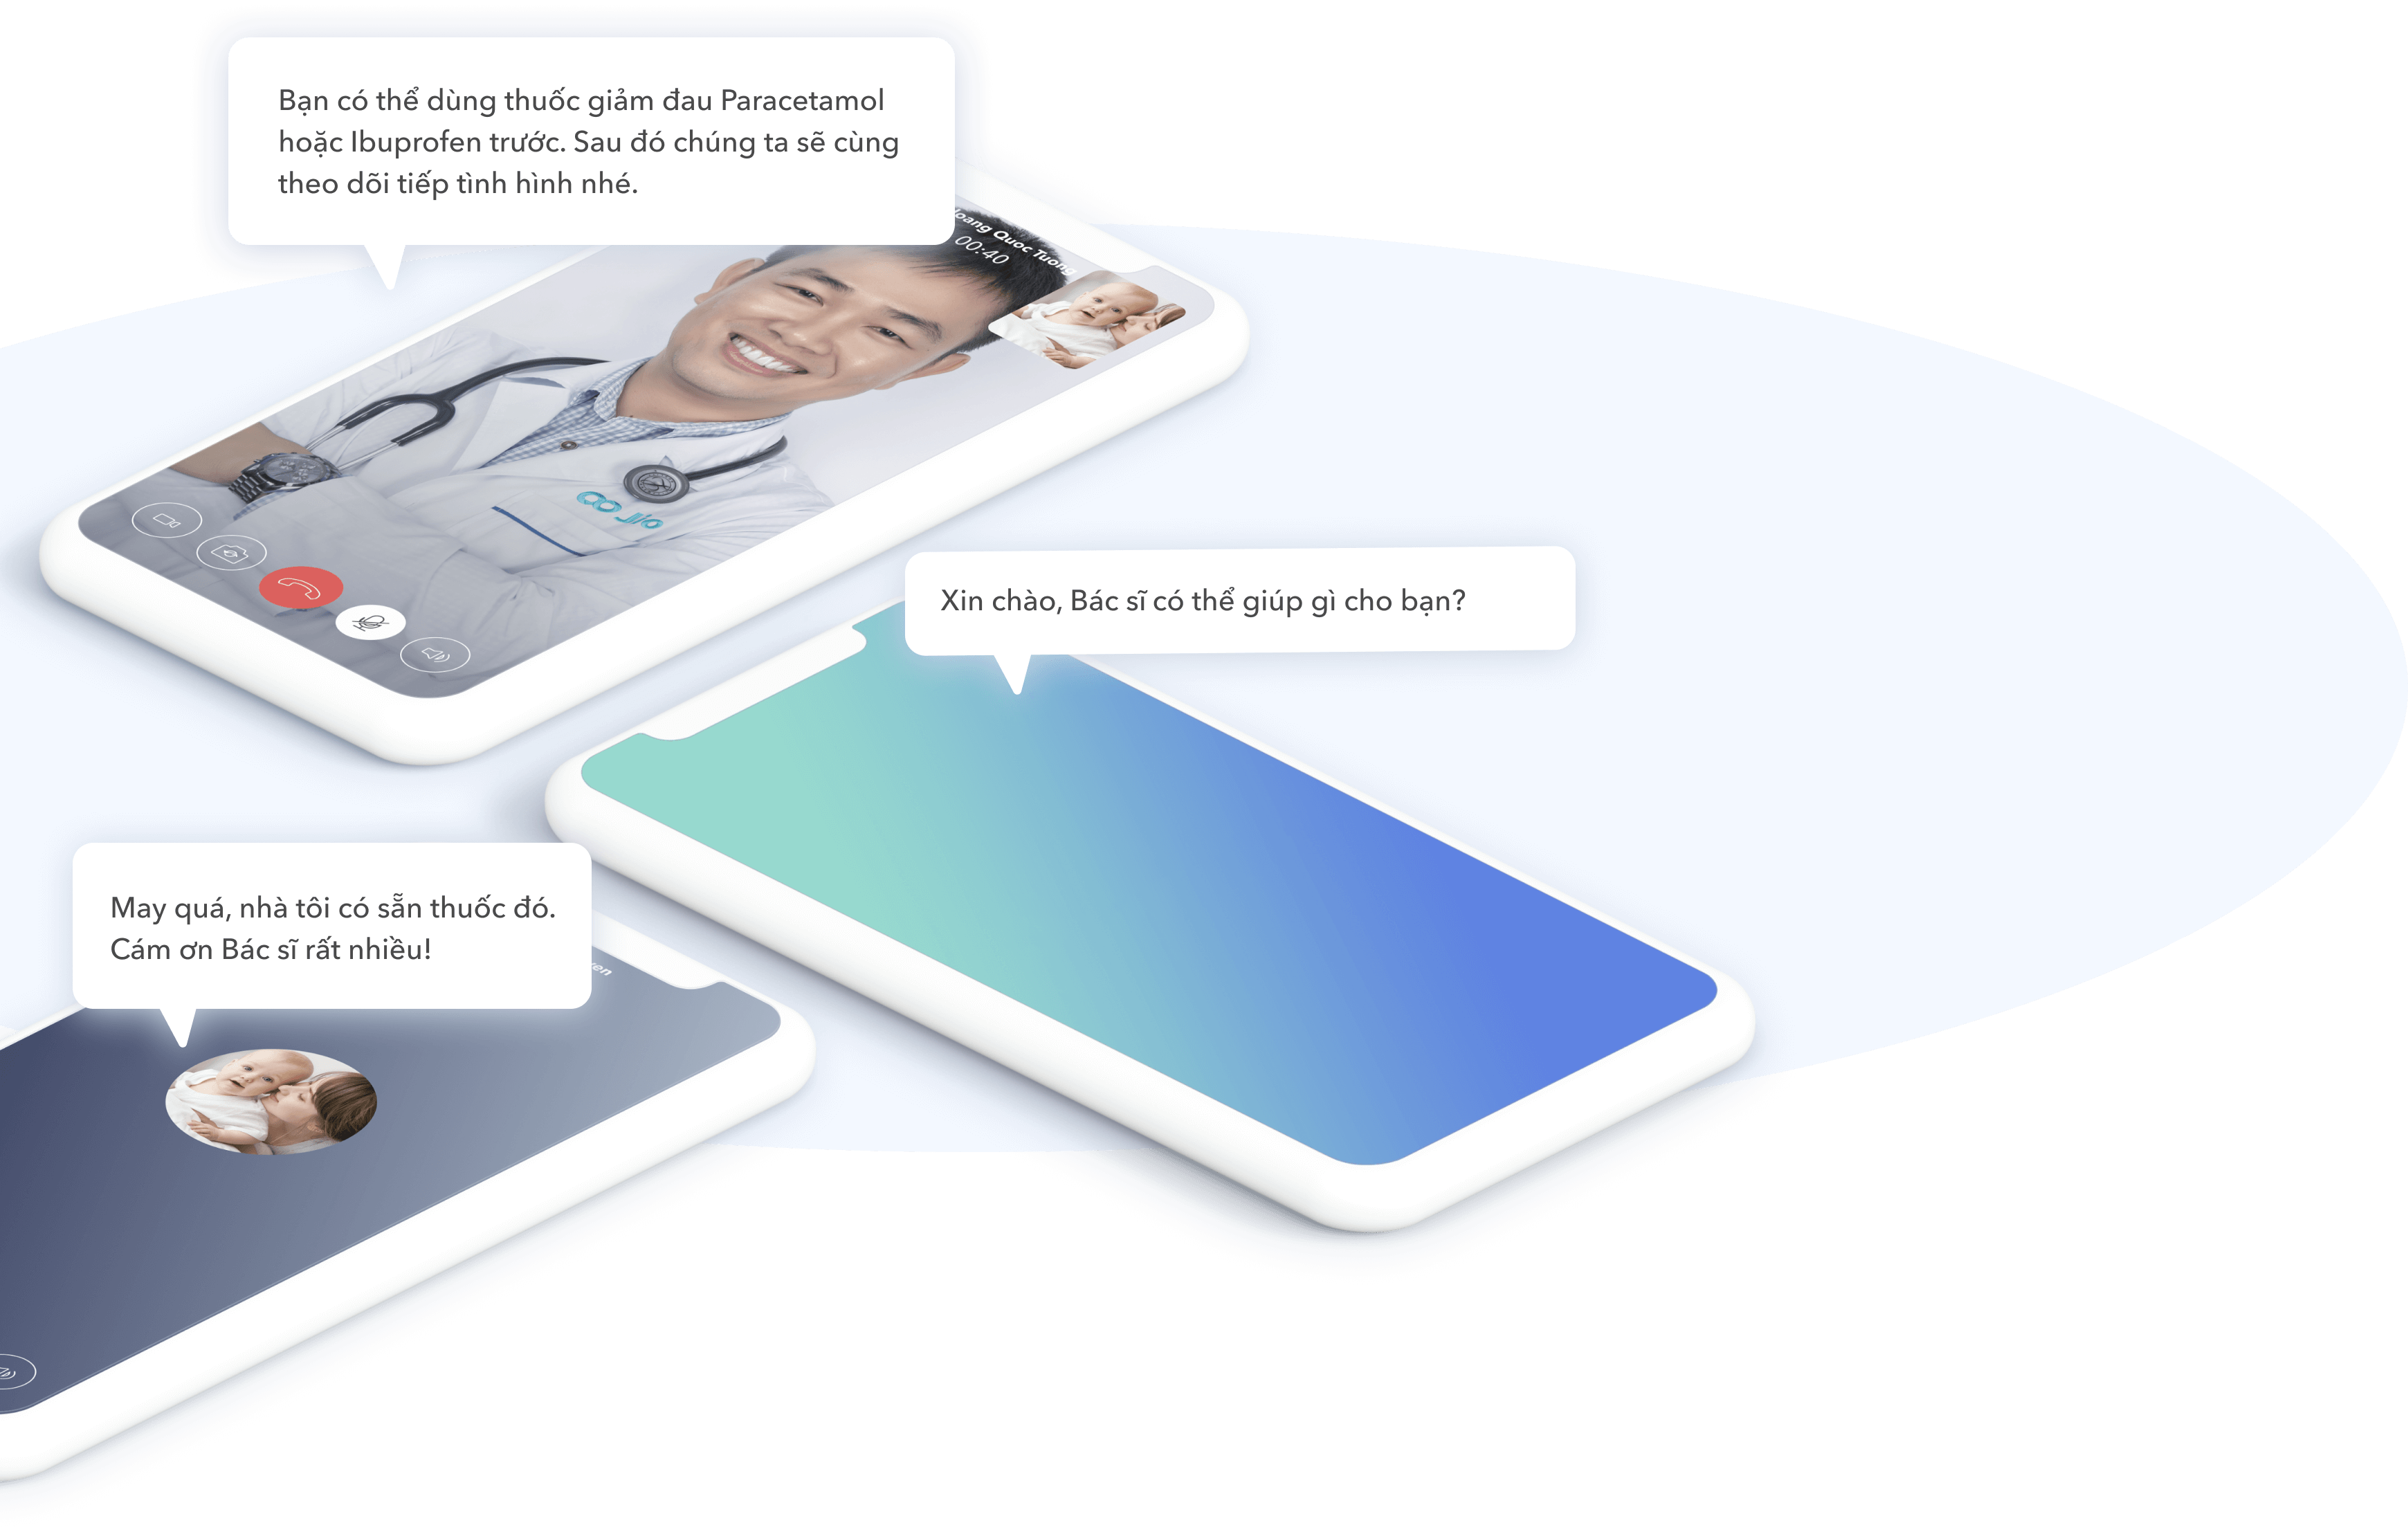 Bạn có thể dùng thuốc giảm đau Paracetamol
hoặc Ibuprofen trước. Sau đó chúng ta sẽ cùng
theo dõi tiếp tình hình nhé.
Quoc Tuong
00:40
Xin chào, Bác sĩ có thể giúp gì cho bạn?
May quá, nhà tôi có sẵn thuốc đó.
Cám ơn Bác sĩ rất nhiều!